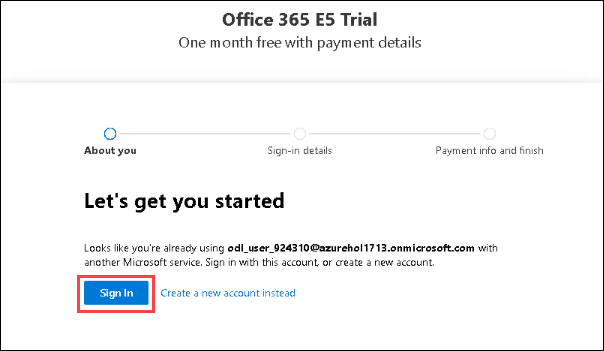 Office 365 E5 Trial
One month free with payment details
About you
Sign-in details
Payment info and finish
Let's get you started
Looks like you're already using odl_user_924310@azurehol1713.onmicrosoft.com with
another Microsoft service. Sign in with this account, or create a new account.
Sign In
Create a new account instead